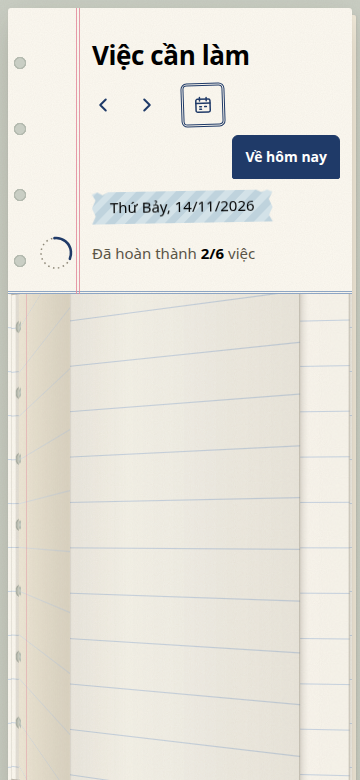 Việc cần làm
Về hôm nay
Thứ Bảy, 14/11/2026
Đã hoàn thành 2/6 việc